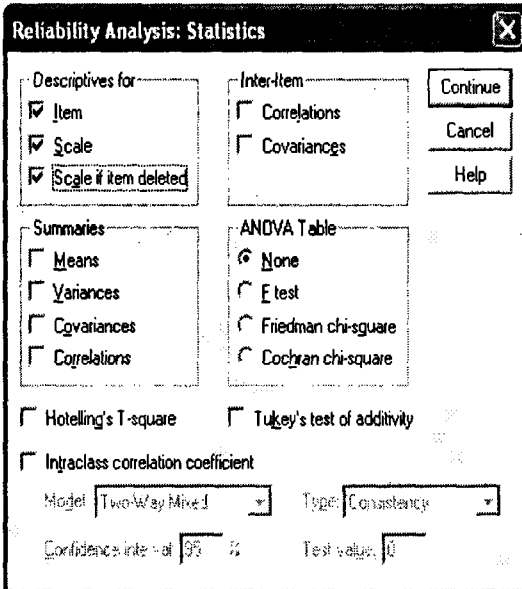 Reliability Analysis: Statistics
Descriptives for
Item
Scale
Scale if item deleted
Inter-Item
Correlations
Covariances
Continue
Cancel
Help
Summaries
Means
Variances
Covariances
Correlations
ANOVA Table
None
F test
Friedman chi-square
Cochran chi-square
Hotelling's T-square
Tukey's test of additivity
Intraclass correlation coefficient
Model: Two-Way Mixed
Type: Consistency
Confidence interval: 95 %
Test value: 0